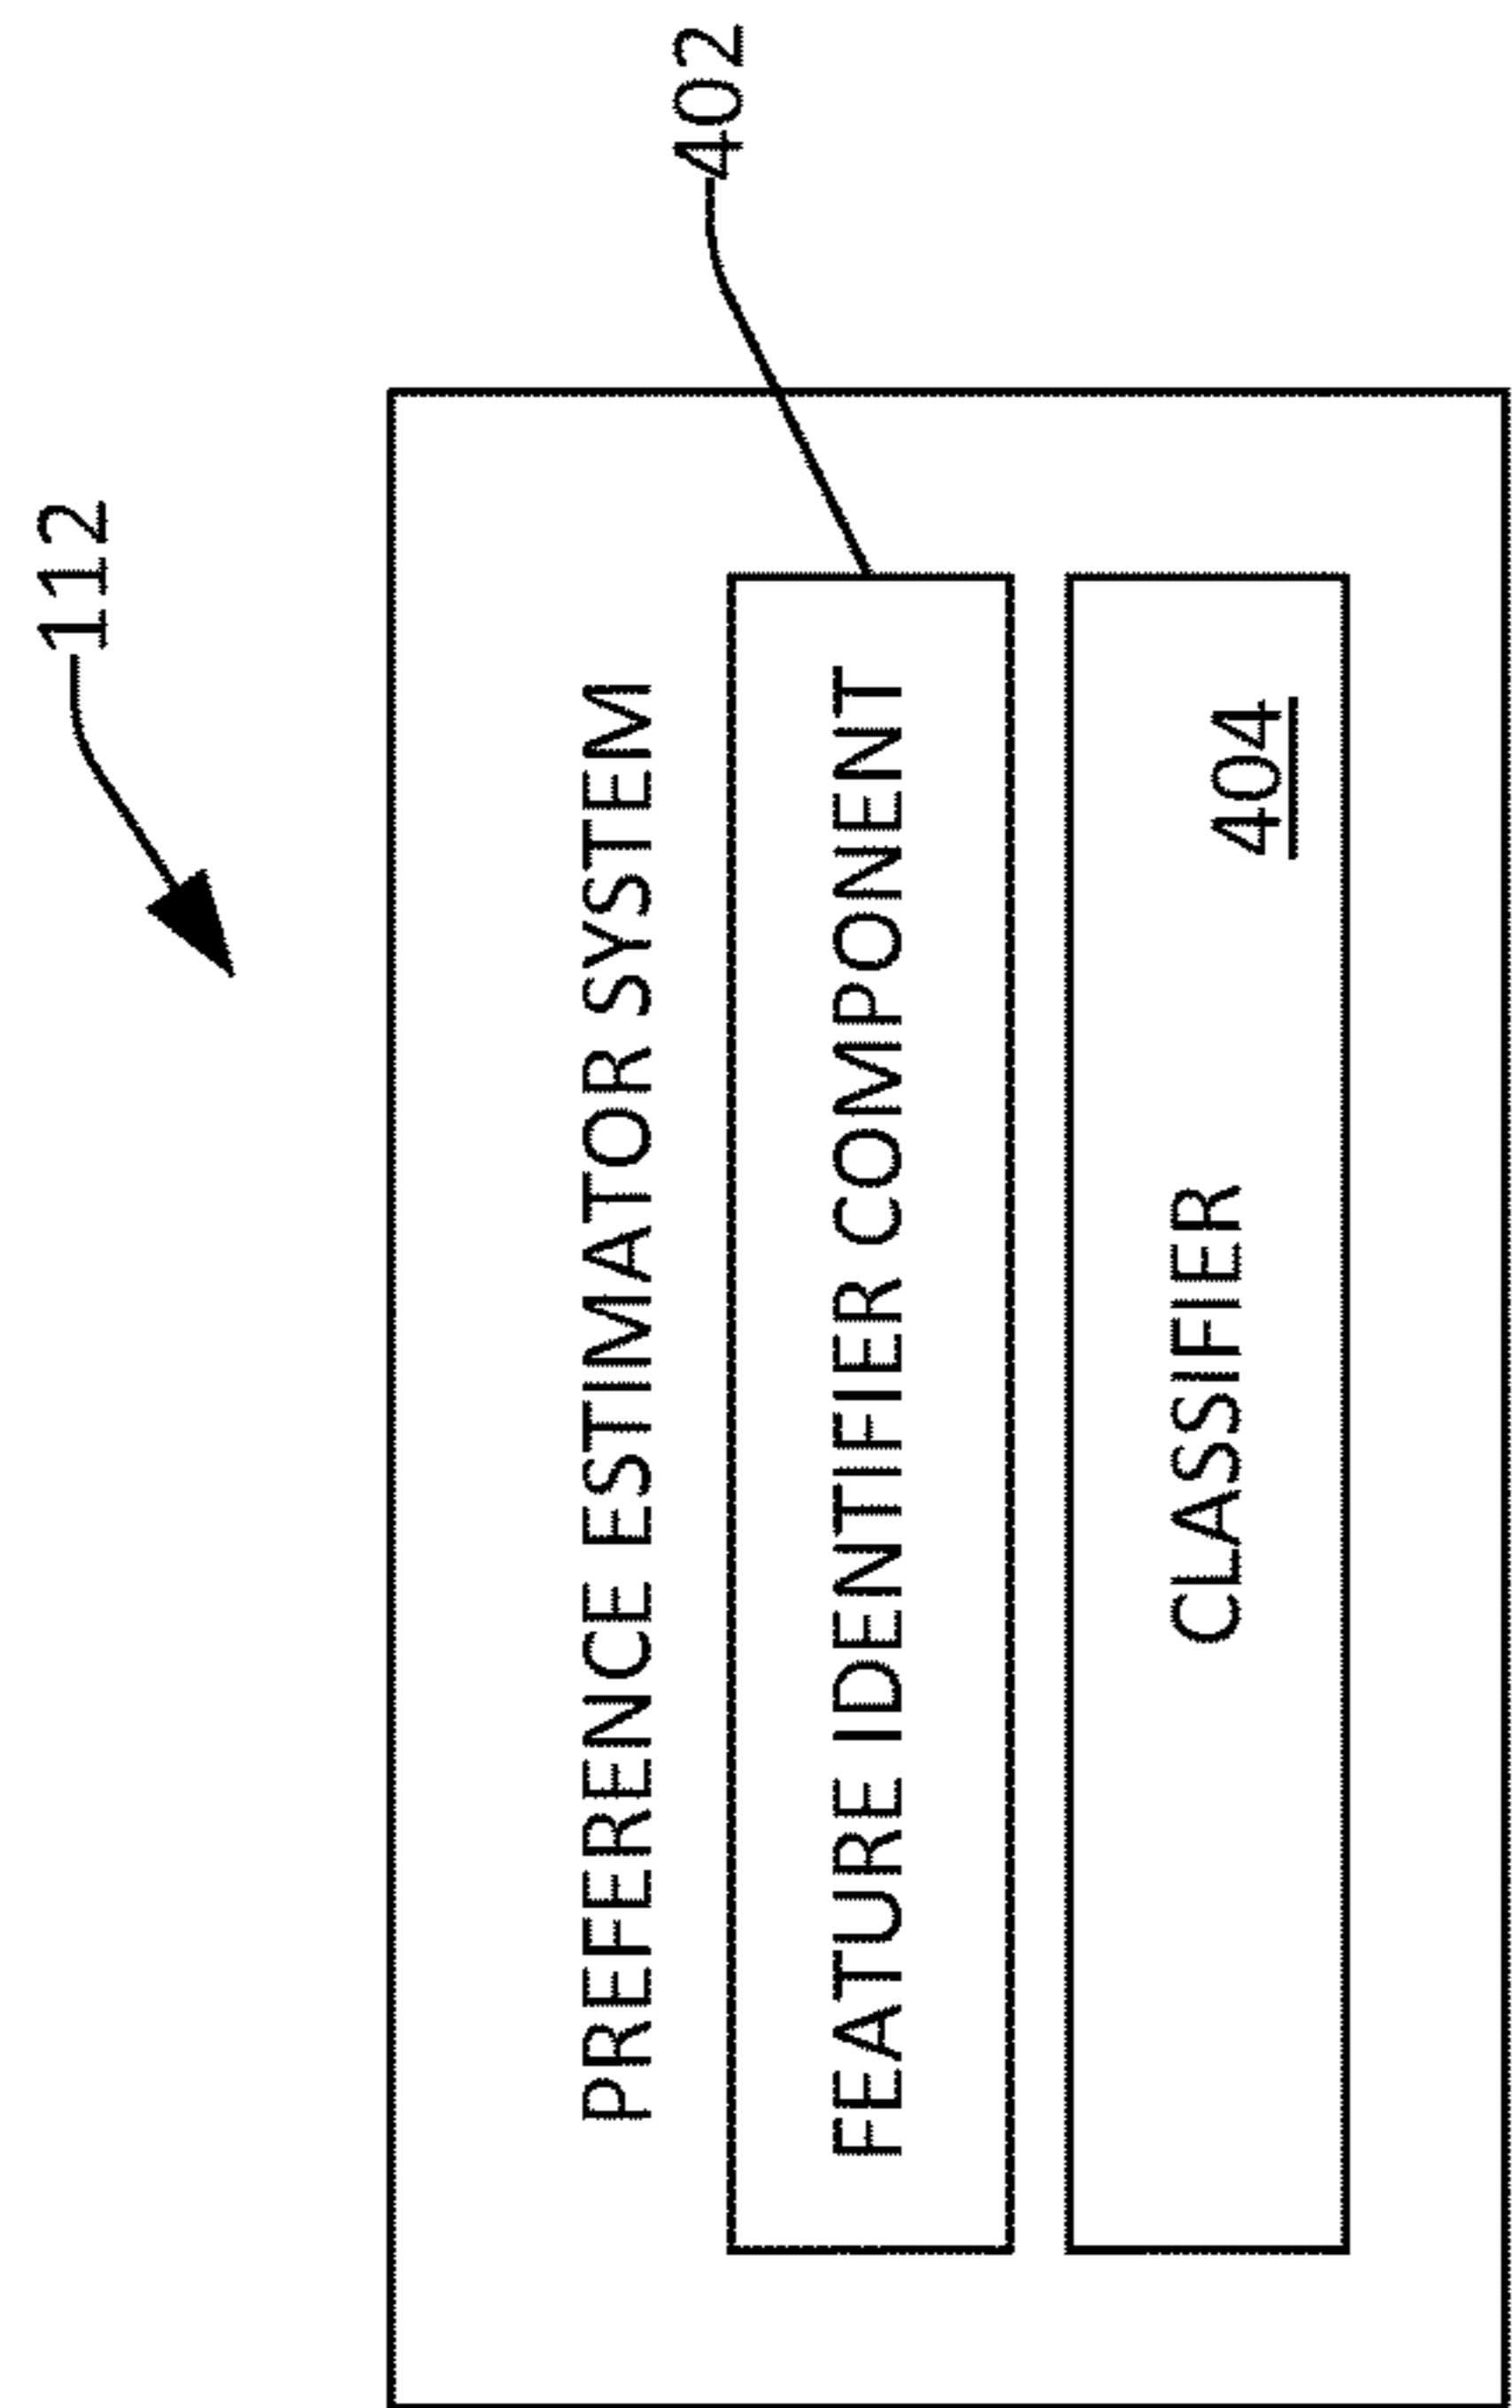 112
PREFERENCE ESTIMATOR SYSTEM
402
FEATURE IDENTIFIER COMPONENT
CLASSIFIER
404